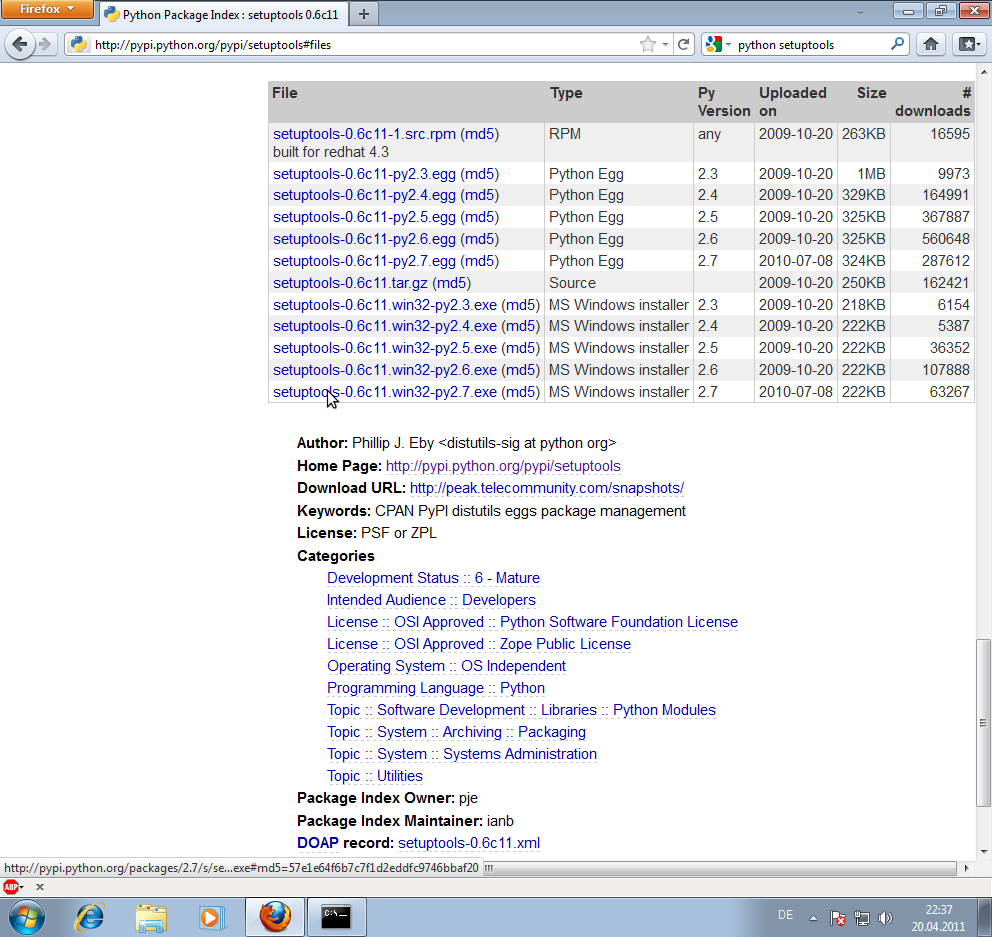 Firefox
Python Package Index : setuptools 0.6c11
http://pypi.python.org/pypi/setuptools#files
python setuptools
File Type Py Version Uploaded on Size # downloads
setuptools-0.6c11-1.src.rpm (md5) RPM any 2009-10-20 263KB 16595
built for redhat 4.3
setuptools-0.6c11-py2.3.egg (md5) Python Egg 2.3 2009-10-20 1MB 9973
setuptools-0.6c11-py2.4.egg (md5) Python Egg 2.4 2009-10-20 329KB 164991
setuptools-0.6c11-py2.5.egg (md5) Python Egg 2.5 2009-10-20 325KB 367887
setuptools-0.6c11-py2.6.egg (md5) Python Egg 2.6 2009-10-20 325KB 560648
setuptools-0.6c11-py2.7.egg (md5) Python Egg 2.7 2010-07-08 324KB 287612
setuptools-0.6c11.tar.gz (md5) Source 2009-10-20 250KB 162421
setuptools-0.6c11.win32-py2.3.exe (md5) MS Windows installer 2.3 2009-10-20 218KB 6154
setuptools-0.6c11.win32-py2.4.exe (md5) MS Windows installer 2.4 2009-10-20 222KB 5387
setuptools-0.6c11.win32-py2.5.exe (md5) MS Windows installer 2.5 2009-10-20 222KB 36352
setuptools-0.6c11.win32-py2.6.exe (md5) MS Windows installer 2.6 2009-10-20 222KB 107888
setuptools-0.6c11.win32-py2.7.exe (md5) MS Windows installer 2.7 2010-07-08 222KB 63267
Author: Phillip J. Eby <distutils-sig at python org>
Home Page: http://pypi.python.org/pypi/setuptools
Download URL: http://peak.telecommunity.com/snapshots/
Keywords: CPAN PyPI distutils eggs package management
License: PSF or ZPL
Categories
Development Status :: 6 - Mature
Intended Audience :: Developers
License :: OSI Approved :: Python Software Foundation License
License :: OSI Approved :: Zope Public License
Operating System :: OS Independent
Programming Language :: Python
Topic :: Software Development :: Libraries :: Python Modules
Topic :: System :: Archiving :: Packaging
Topic :: System :: Systems Administration
Topic :: Utilities
Package Index Owner: pje
Package Index Maintainer: ianb
DOAP record: setuptools-0.6c11.xml
http://pypi.python.org/packages/2.7/s/se...exe#md5=57e1e64f6b7c7f1d2eddfc9746bbaf20
ABP
C:\
DE
22:37
20.04.2011